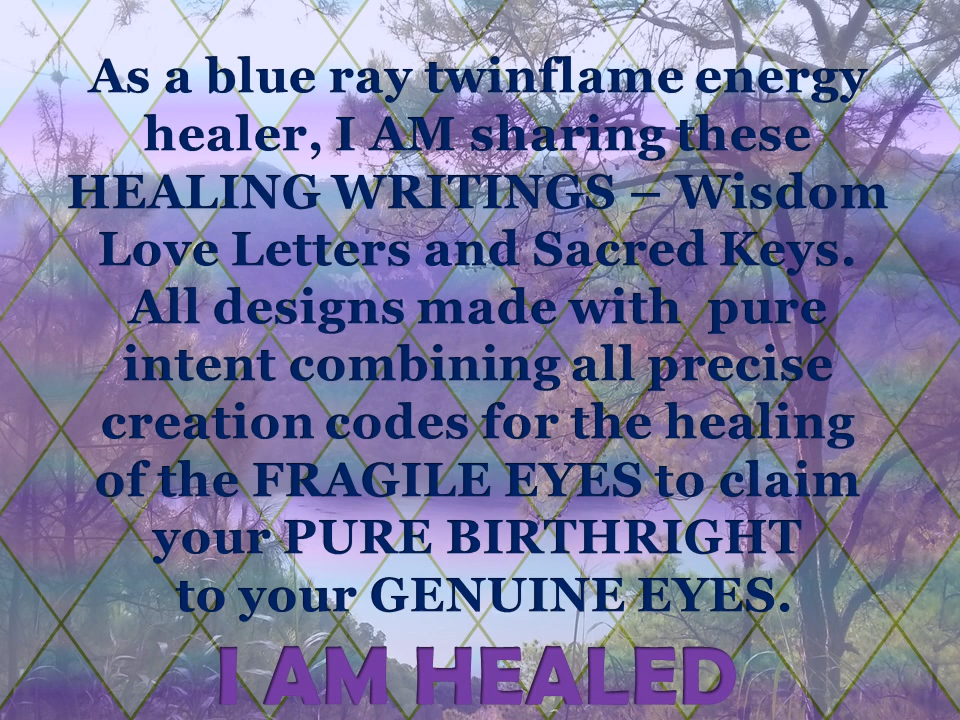 As a blue ray twinflame energy
healer, I AM sharing these
HEALING WRITINGS – Wisdom
Love Letters and Sacred Keys.
All designs made with  pure
intent combining all precise
creation codes for the healing
of the FRAGILE EYES to claim
your PURE BIRTHRIGHT
to your GENUINE EYES.
I AM HEALED